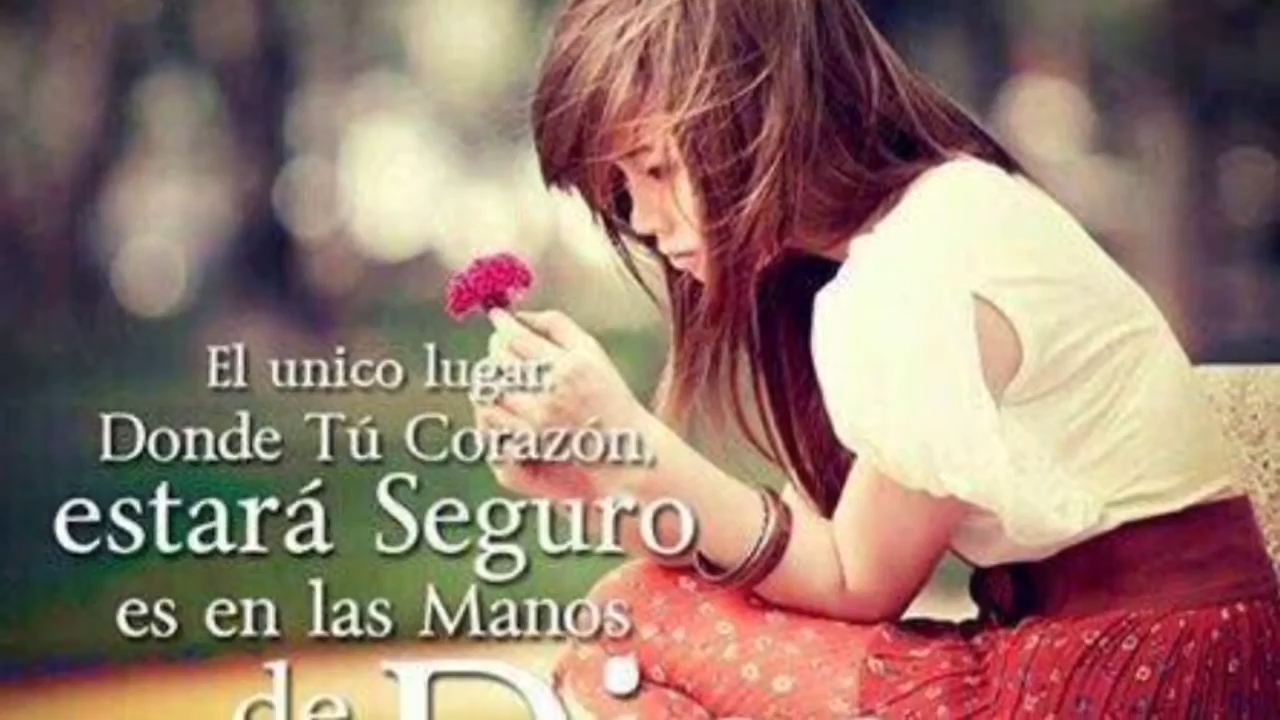 El unico lugar,
Donde Tú Corazón,
estará Seguro
es en las Manos
de